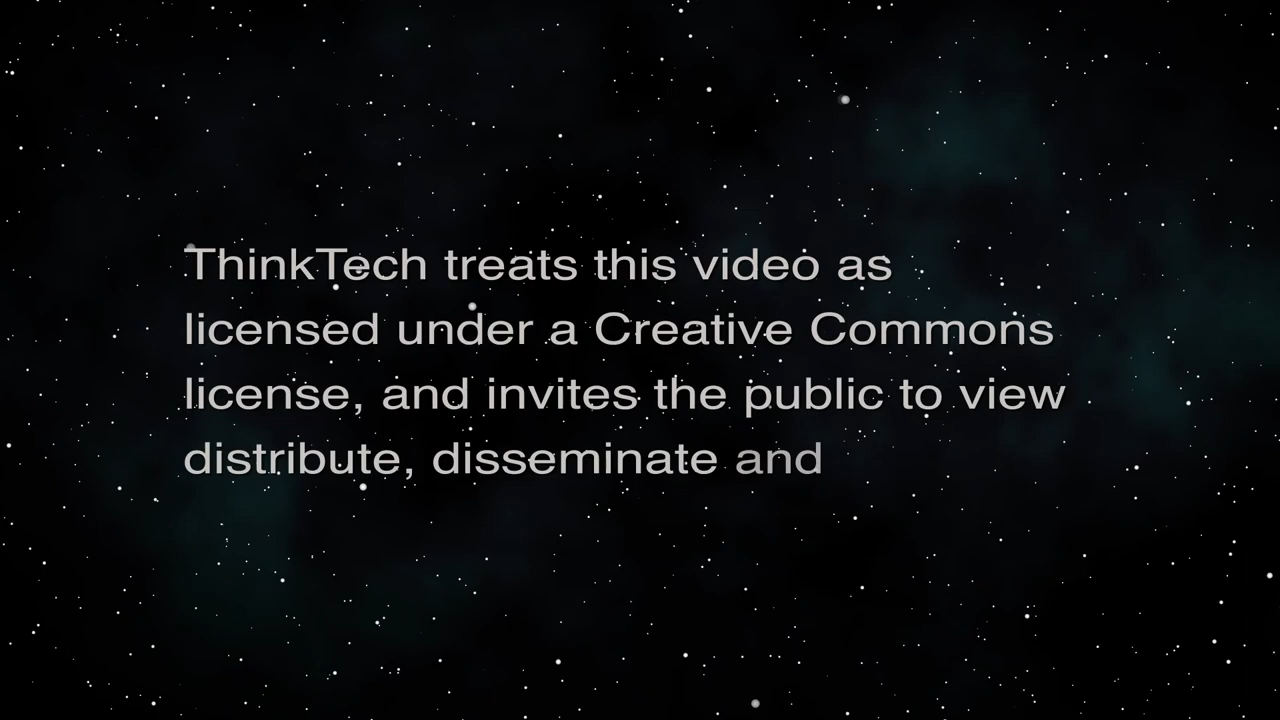 ThinkTech treats this video as
licensed under a Creative Commons
license, and invites the public to view
distribute, disseminate and